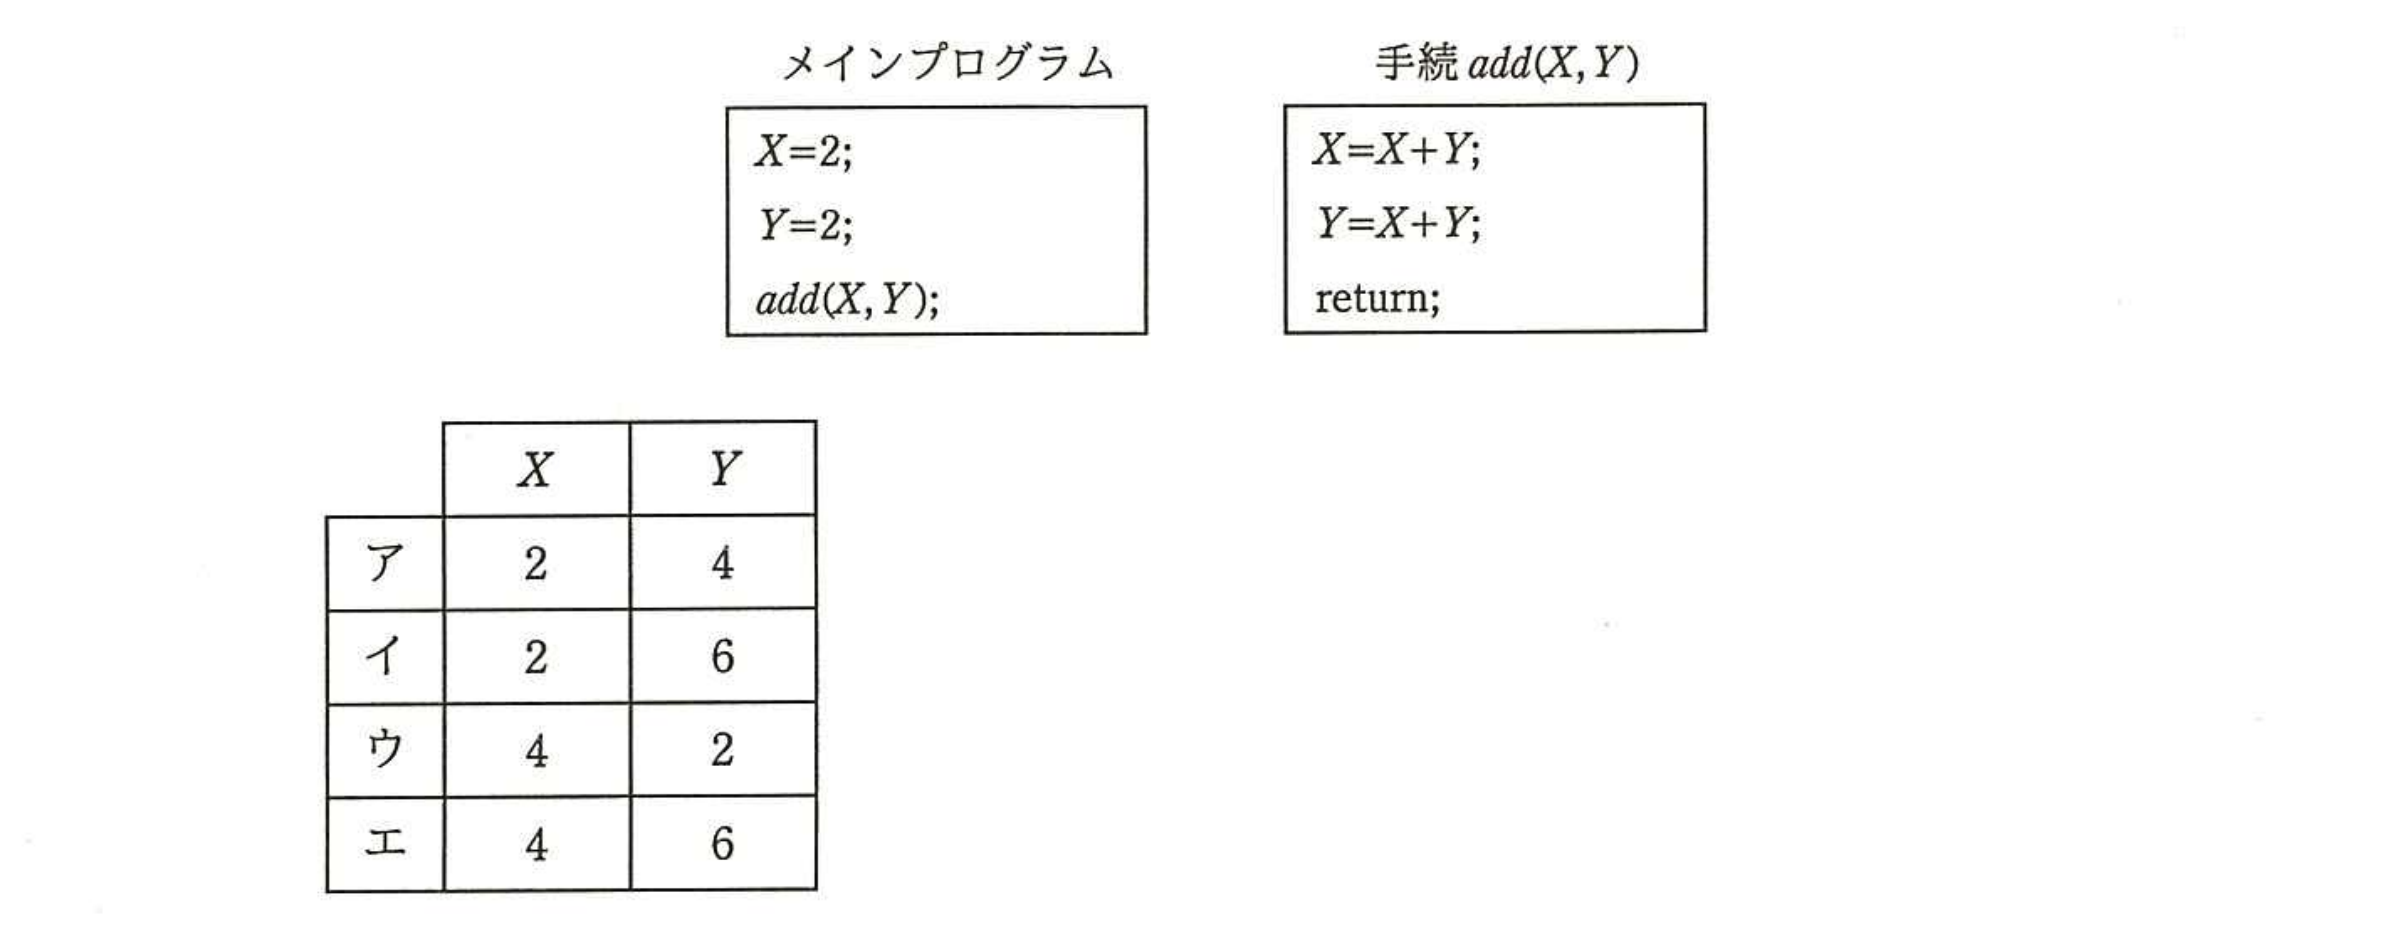 メインプログラム
X=2;
Y=2;
add(X, Y);
手続 add(X, Y)
X=X+Y;
Y=X+Y;
return;
X Y
ア 2 4
イ 2 6
ウ 4 2
エ 4 6